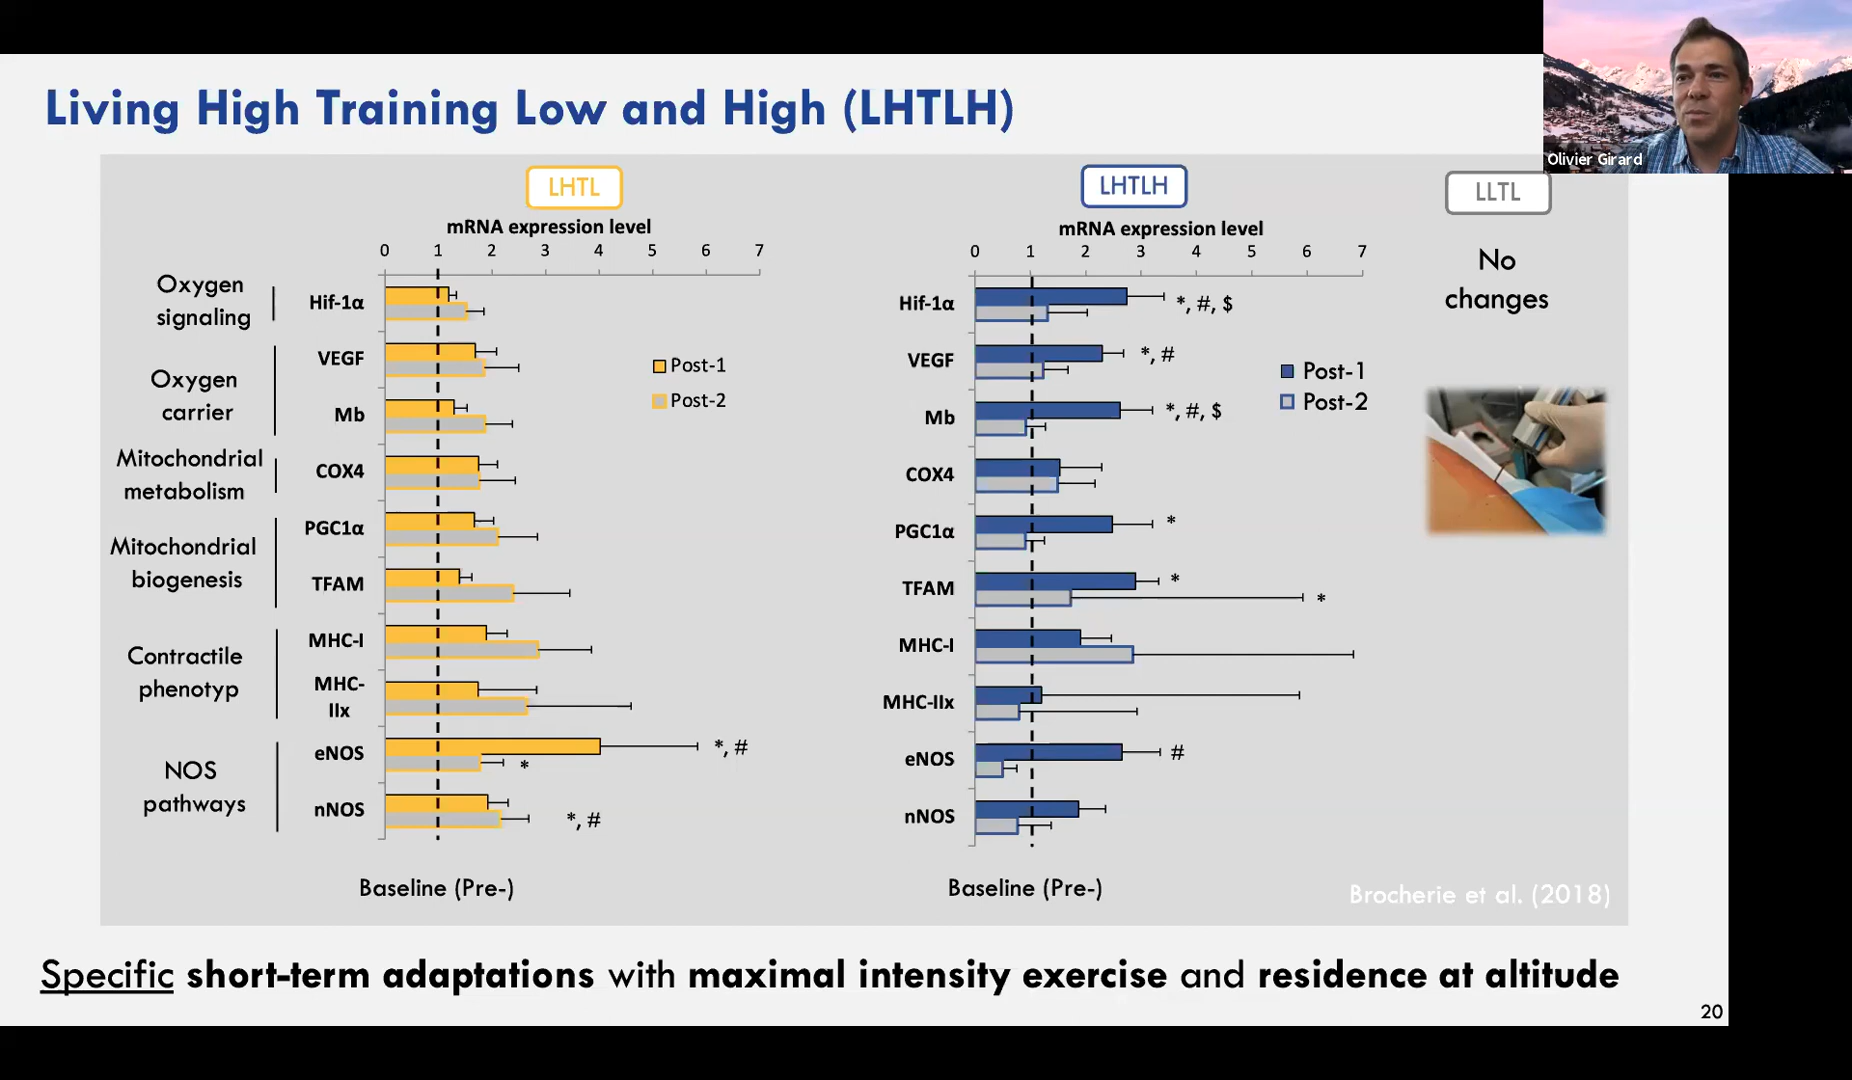 Olivier Girard
Living High Training Low and High (LHTLH)
LHTL
mRNA expression level
0 1 2 3 4 5 6 7
Oxygen
signaling
Oxygen
carrier
Mitochondrial
metabolism
Mitochondrial
biogenesis
Contractile
phenotyp
NOS
pathways
Hif-1α
VEGF
Mb
COX4
PGC1α
TFAM
MHC-I
MHC-
IIx
eNOS *, #
*
nNOS
*, #
Post-1
Post-2
Baseline (Pre-)
LHTLH
mRNA expression level
0 1 2 3 4 5 6 7
Hif-1α *, #, $
VEGF *, #
Mb *, #, $
COX4
PGC1α *
TFAM *
*
MHC-I
MHC-IIx
eNOS #
nNOS
Post-1
Post-2
Baseline (Pre-)
LLTL
No
changes
Brocherie et al. (2018)
Specific short-term adaptations with maximal intensity exercise and residence at altitude
20